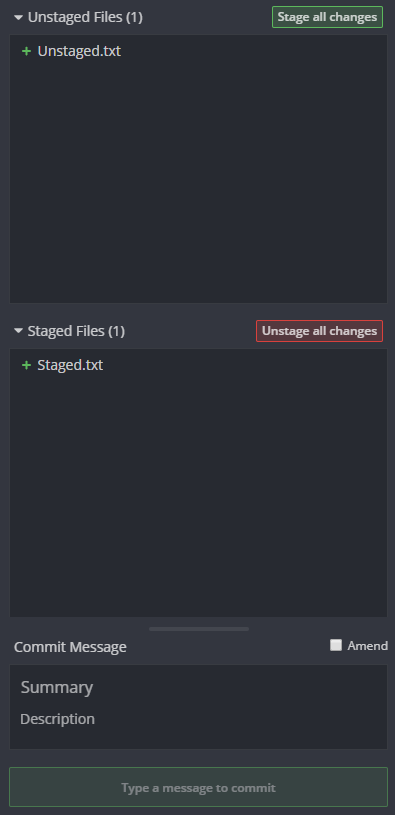 Unstaged Files (1)
Stage all changes
+ Unstaged.txt
Staged Files (1)
Unstage all changes
+ Staged.txt
Commit Message
Amend
Summary
Description
Type a message to commit